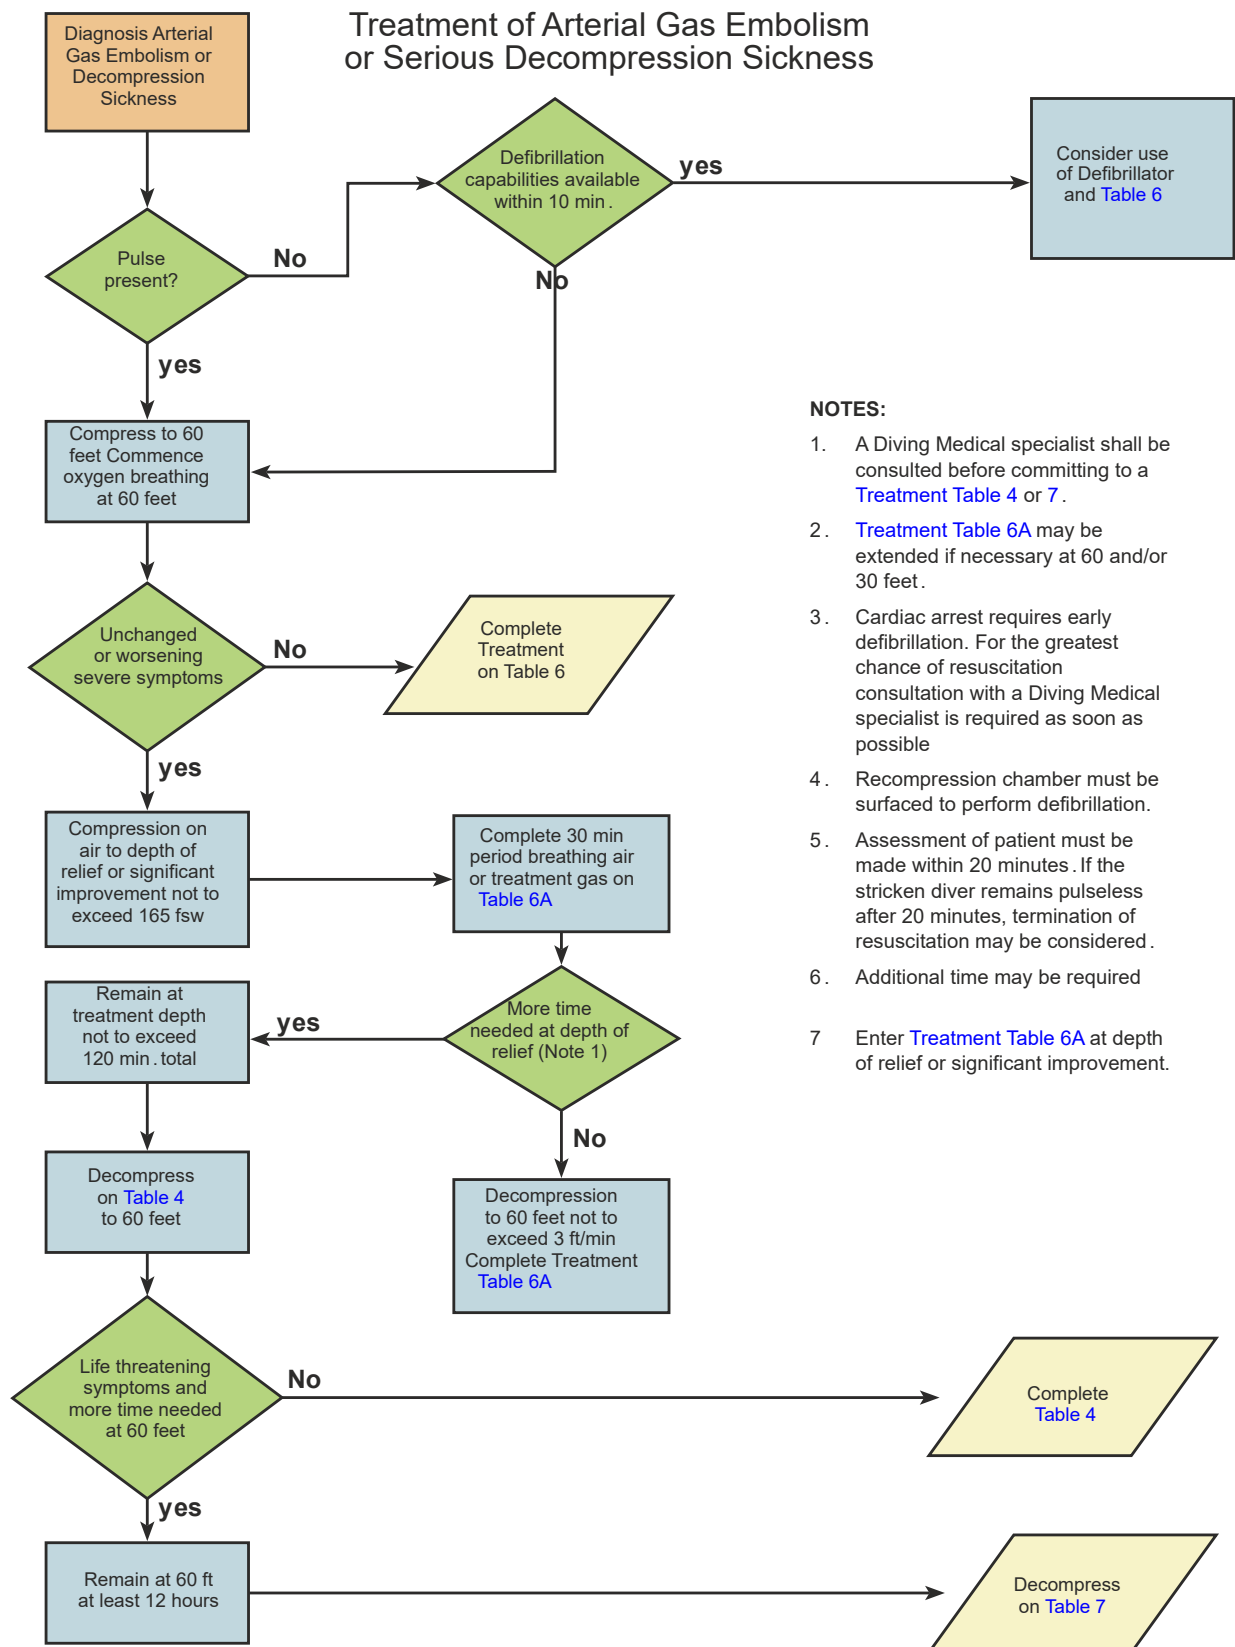 Treatment of Arterial Gas Embolism
or Serious Decompression Sickness
Diagnosis Arterial
Gas Embolism or
Decompression
Sickness
Defibrillation
capabilities available
within 10 min.
yes
Consider use
of Defibrillator
and Table 6
Pulse
present?
No
No
yes
Compress to 60
feet Commence
oxygen breathing
at 60 feet
Unchanged
or worsening
severe symptoms
No
Complete
Treatment
on Table 6
yes
Compression on
air to depth of
relief or significant
improvement not to
exceed 165 fsw
Complete 30 min
period breathing air
or treatment gas on
Table 6A
More time
needed at depth of
relief (Note 1)
yes
Remain at
treatment depth
not to exceed
120 min. total
No
Decompress
on Table 4
to 60 feet
Decompression
to 60 feet not to
exceed 3 ft/min
Complete Treatment
Table 6A
Life threatening
symptoms and
more time needed
at 60 feet
No
Complete
Table 4
yes
Remain at 60 ft
at least 12 hours
Decompress
on Table 7
NOTES:
1. A Diving Medical specialist shall be
consulted before committing to a
Treatment Table 4 or 7.
2. Treatment Table 6A may be
extended if necessary at 60 and/or
30 feet.
3. Cardiac arrest requires early
defibrillation. For the greatest
chance of resuscitation
consultation with a Diving Medical
specialist is required as soon as
possible
4. Recompression chamber must be
surfaced to perform defibrillation.
5. Assessment of patient must be
made within 20 minutes. If the
stricken diver remains pulseless
after 20 minutes, termination of
resuscitation may be considered.
6. Additional time may be required
7 Enter Treatment Table 6A at depth
of relief or significant improvement.